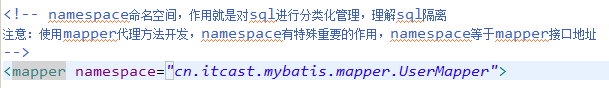 <!-- namespace命名空间，作用就是对sql进行分类化管理，理解sql隔离
注意：使用mapper代理方法开发，namespace有特殊重要的作用，namespace等于mapper接口地址
-->
<mapper namespace="cn.itcast.mybatis.mapper.UserMapper">